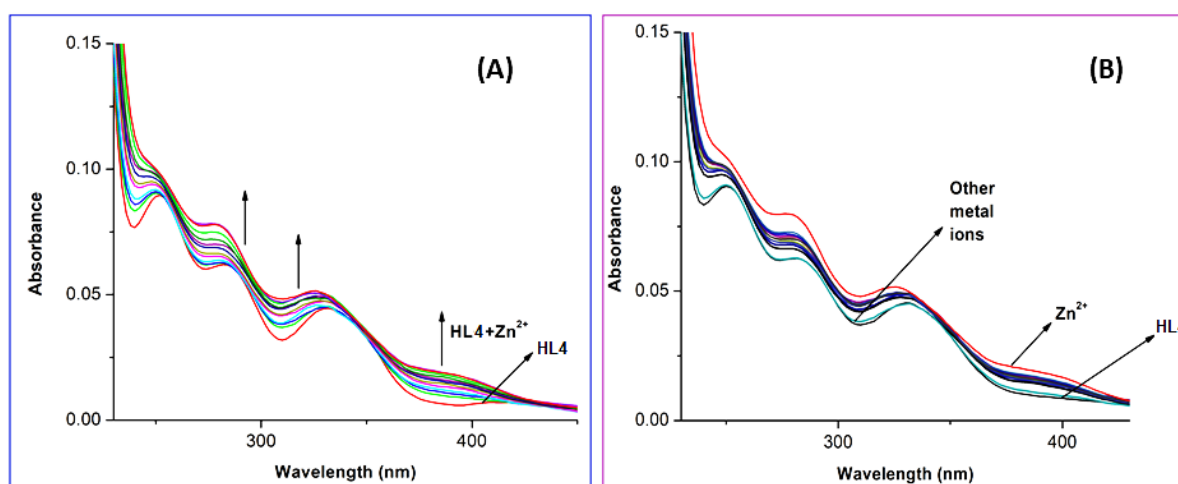 (A)
0.15
0.10
0.05
0.00
Absorbance
HL4+Zn²⁺
HL4
300
400
Wavelength (nm)
(B)
0.15
0.10
0.05
0.00
Absorbance
Other
metal
ions
Zn²⁺
300
400
Wavelength (nm)